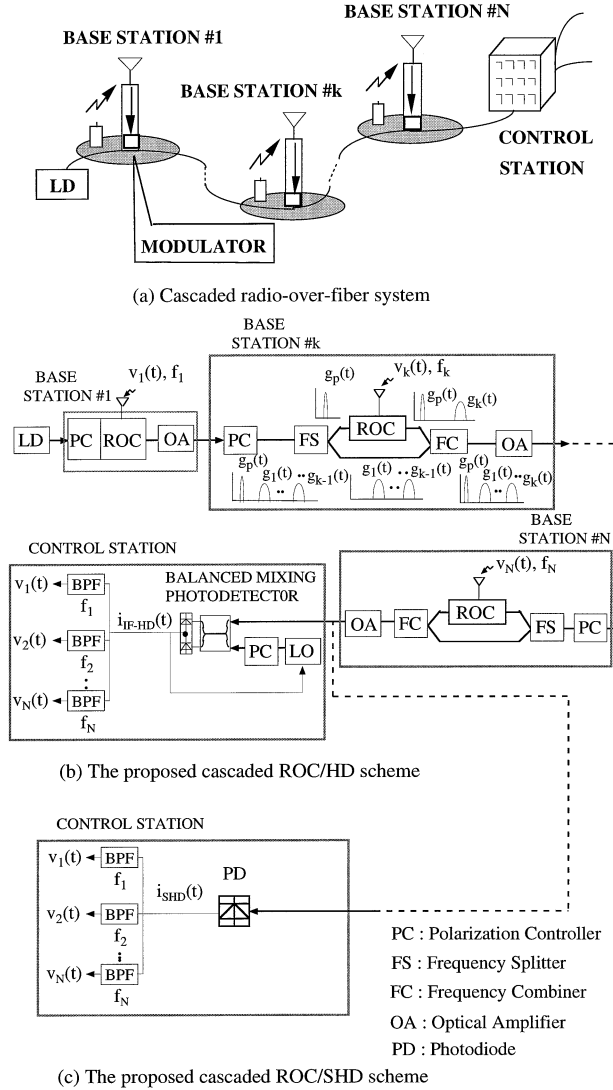 BASE STATION #1
BASE STATION #k
BASE STATION #N
CONTROL
STATION
LD
MODULATOR
(a) Cascaded radio-over-fiber system
BASE
STATION #k
BASE
STATION #1
v1(t), f1
vk(t), fk
gp(t)
gp(t)
gk(t)
LD
PC
ROC
OA
PC
FS
ROC
FC
OA
gp(t)
g1(t) ·· gk-1(t)
g1(t) ·· gk-1(t)
gp(t)
g1(t)··gk(t)
BASE
STATION #N
CONTROL STATION
v1(t)
BPF
f1
BALANCED MIXING
PHOTODETECT0R
iIF-HD(t)
vN(t), fN
ROC
v2(t)
BPF
f2
PC
LO
OA
FC
FS
PC
vN(t)
BPF
fN
(b) The proposed cascaded ROC/HD scheme
CONTROL STATION
v1(t)
BPF
f1
PD
iSHD(t)
v2(t)
BPF
f2
vN(t)
BPF
fN
PC : Polarization Controller
FS : Frequency Splitter
FC : Frequency Combiner
OA : Optical Amplifier
PD : Photodiode
(c) The proposed cascaded ROC/SHD scheme